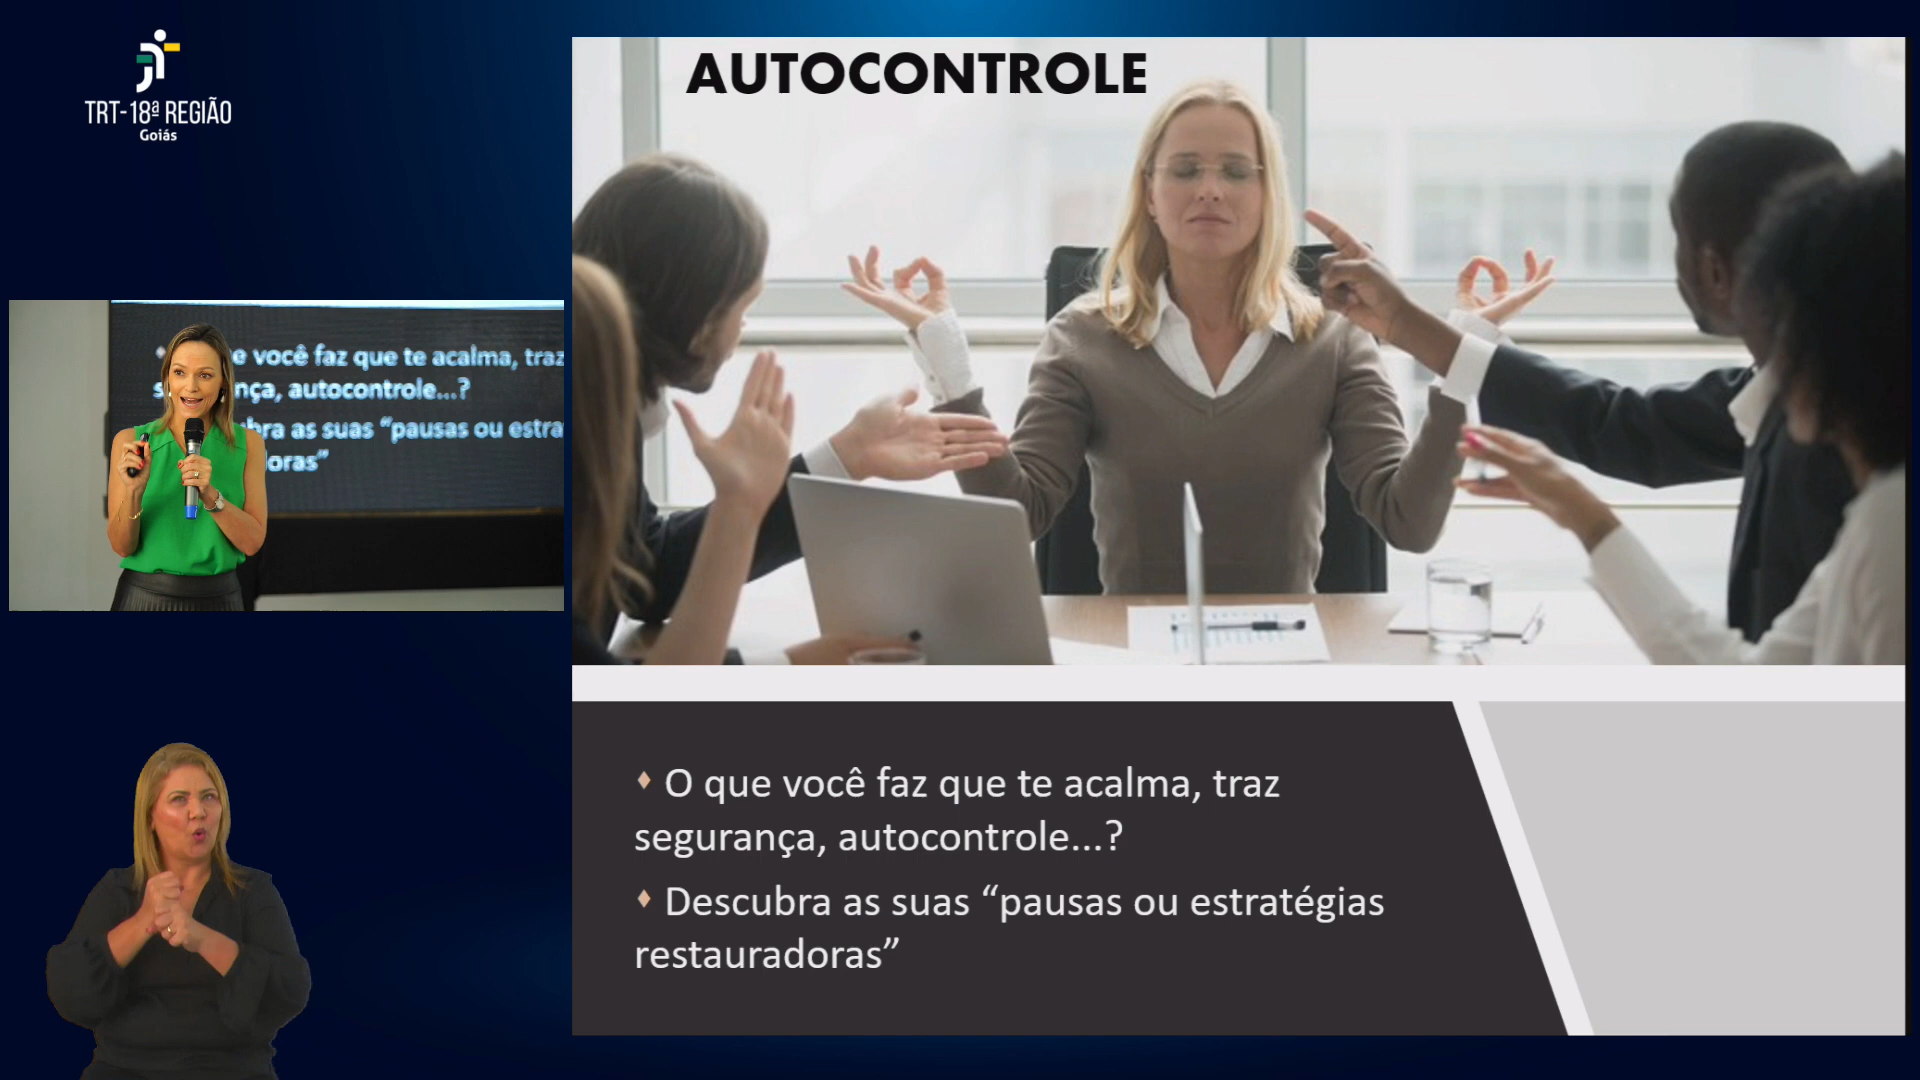 TRT-18ª REGIÃO
Goiás
e você faz que te acalma, traz
nça, autocontrole...?
bra as suas “pausas ou estra
oras”
AUTOCONTROLE
O que você faz que te acalma, traz
segurança, autocontrole...?
Descubra as suas “pausas ou estratégias
restauradoras”